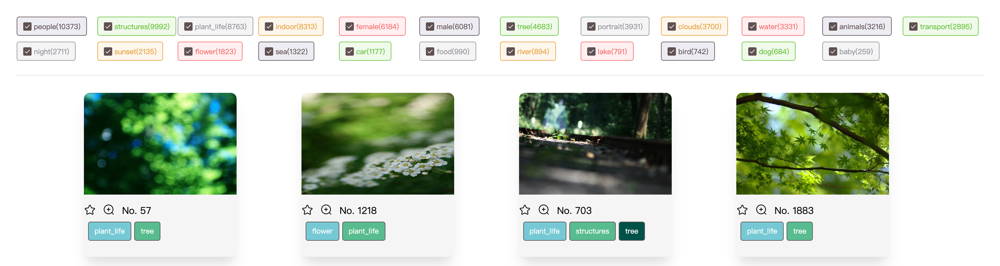 people(10373) structures(9992) plant_life(8763) indoor(8313) female(6184) male(6081) tree(4683) portrait(3931) clouds(3700) water(3331) animals(3216) transport(2895)
night(2711) sunset(2135) flower(1823) sea(1322) car(1177) food(990) river(894) lake(791) bird(742) dog(684) baby(259)
No. 57
plant_life tree
No. 1218
flower plant_life
No. 703
plant_life structures tree
No. 1883
plant_life tree